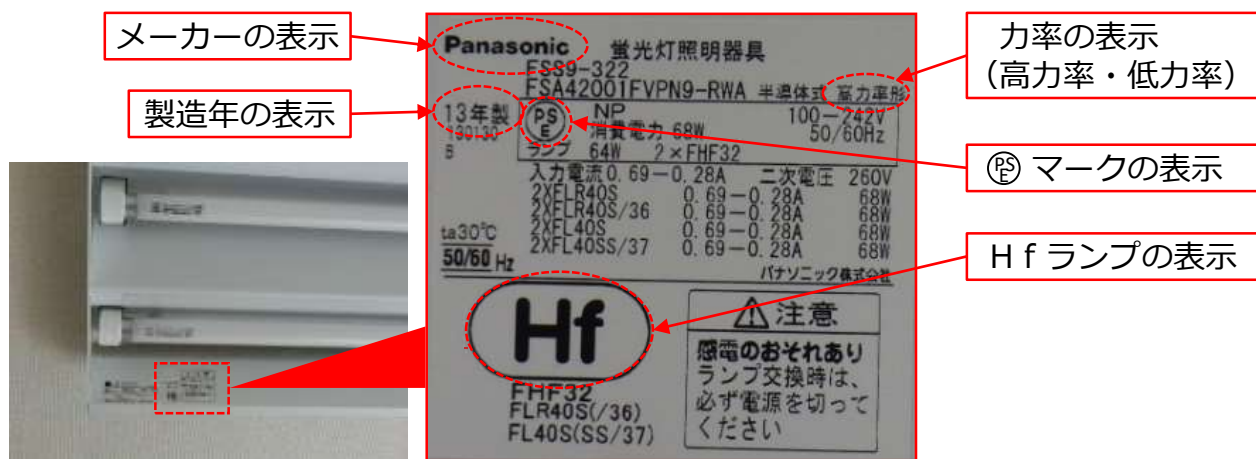 メーカーの表示
製造年の表示
力率の表示
(高力率・低力率)
PSE マークの表示
Hfランプの表示
Panasonic 蛍光灯照明器具
FSS9-322
FSA42001FVPN9-RWA 半導体式 高力率形
13年製 PSE NP 100-242V
130130 消費電力 68W 50/60Hz
B ランプ 64W 2×FHF32
入力電流0.69-0.28A 二次電圧 260V
2XFLR40S 0.69-0.28A 68W
2XFLR40S/36 0.69-0.28A 68W
2XFL40S 0.69-0.28A 68W
2XFL40SS/37 0.69-0.28A 68W
ta30℃
50/60 Hz
パナソニック株式会社
Hf
FHF32
FLR40S(/36)
FL40S(SS/37)
注意
感電のおそれあり
ランプ交換時は、
必ず電源を切って
ください